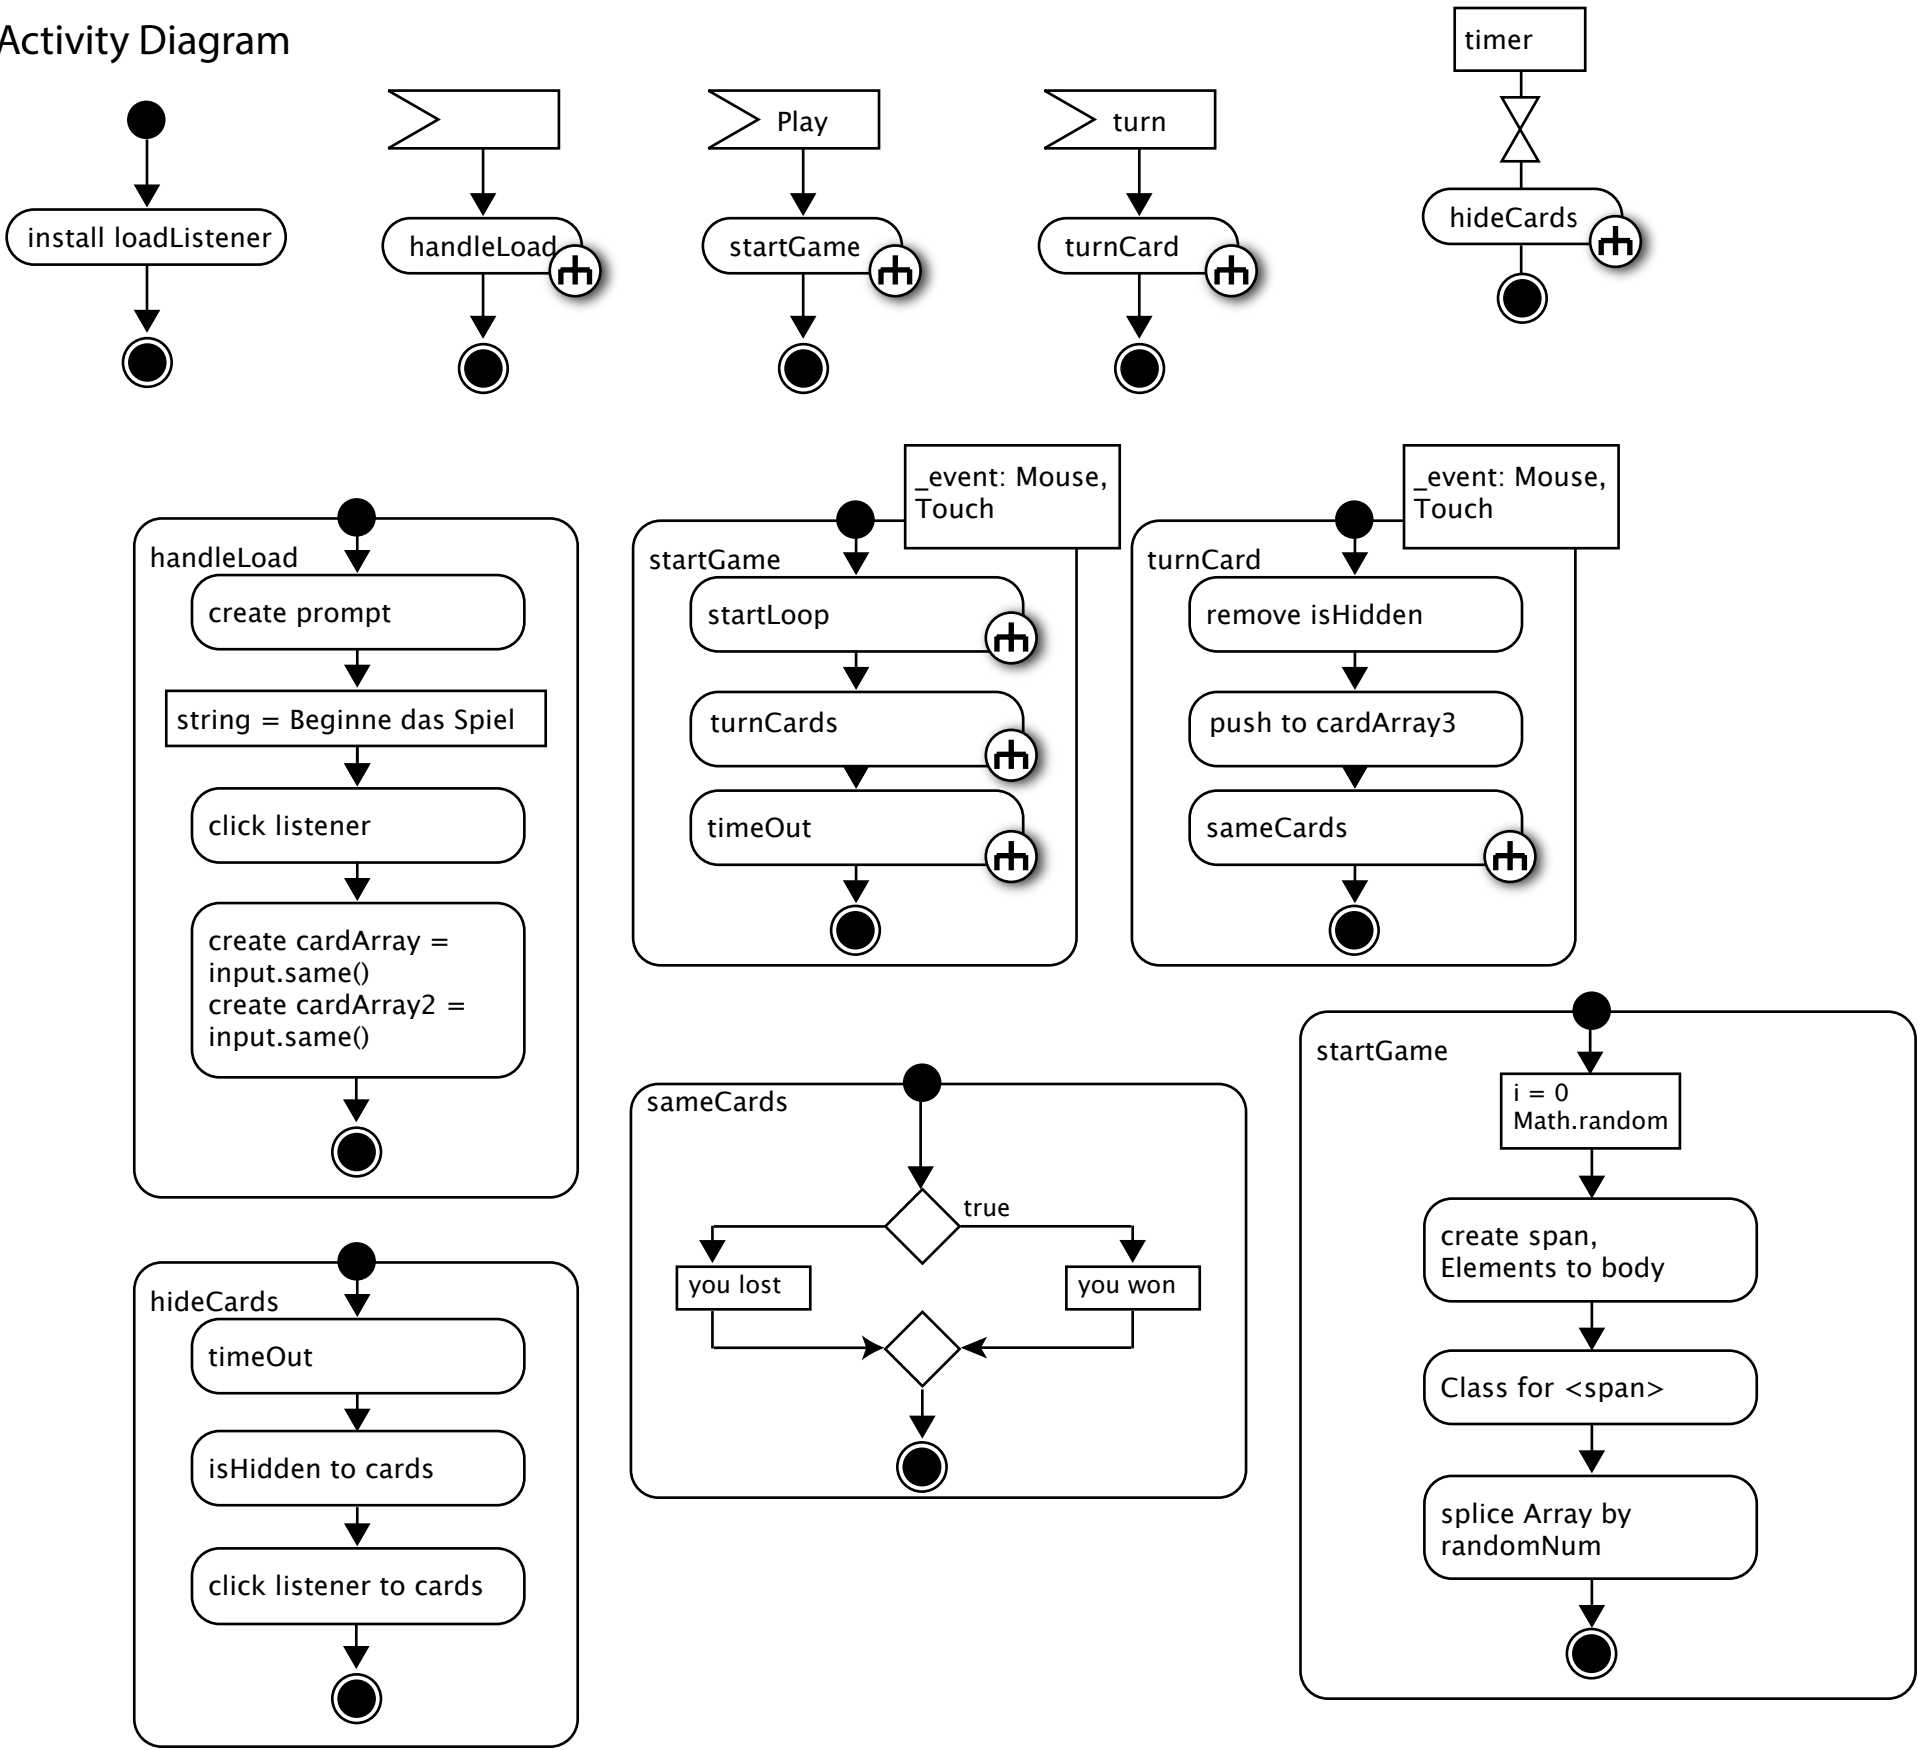 Activity Diagram
timer
Play
turn
install loadListener
handleLoad
startGame
turnCard
hideCards
_event: Mouse,
Touch
_event: Mouse,
Touch
handleLoad
create prompt
string = Beginne das Spiel
click listener
create cardArray =
input.same()
create cardArray2 =
input.same()
startGame
startLoop
turnCards
timeOut
turnCard
remove isHidden
push to cardArray3
sameCards
sameCards
true
you lost
you won
startGame
i = 0
Math.random
create span,
Elements to body
Class for <span>
splice Array by
randomNum
hideCards
timeOut
isHidden to cards
click listener to cards